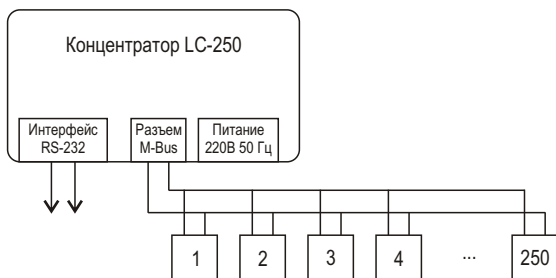 Концентратор LC-250
Интерфейс
RS-232
Разъем
M-Bus
Питание
220В 50 Гц
1
2
3
4
...
250